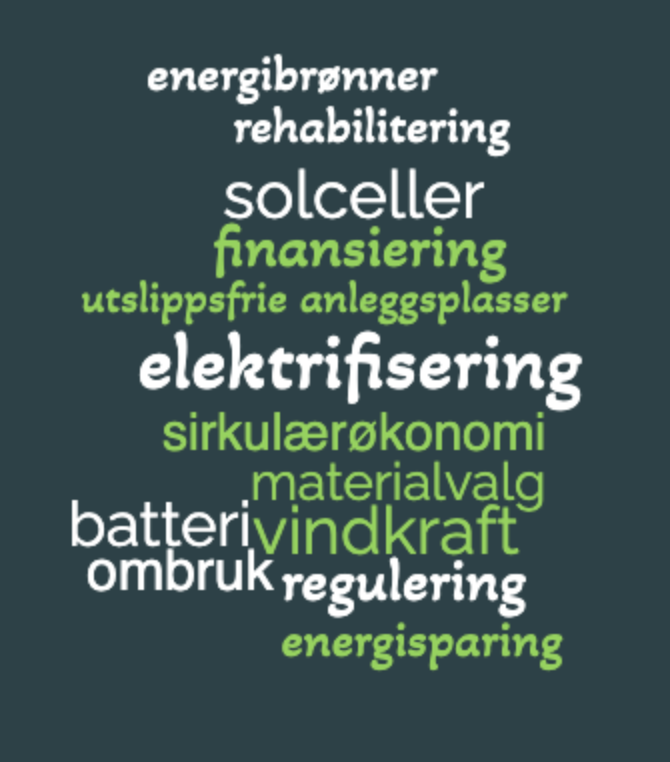 energibrønner
rehabilitering
solceller
finansiering
utslippsfrie anleggsplasser
elektrifisering
sirkulærøkonomi
materialvalg
batteri vindkraft
ombruk regulering
energisparing